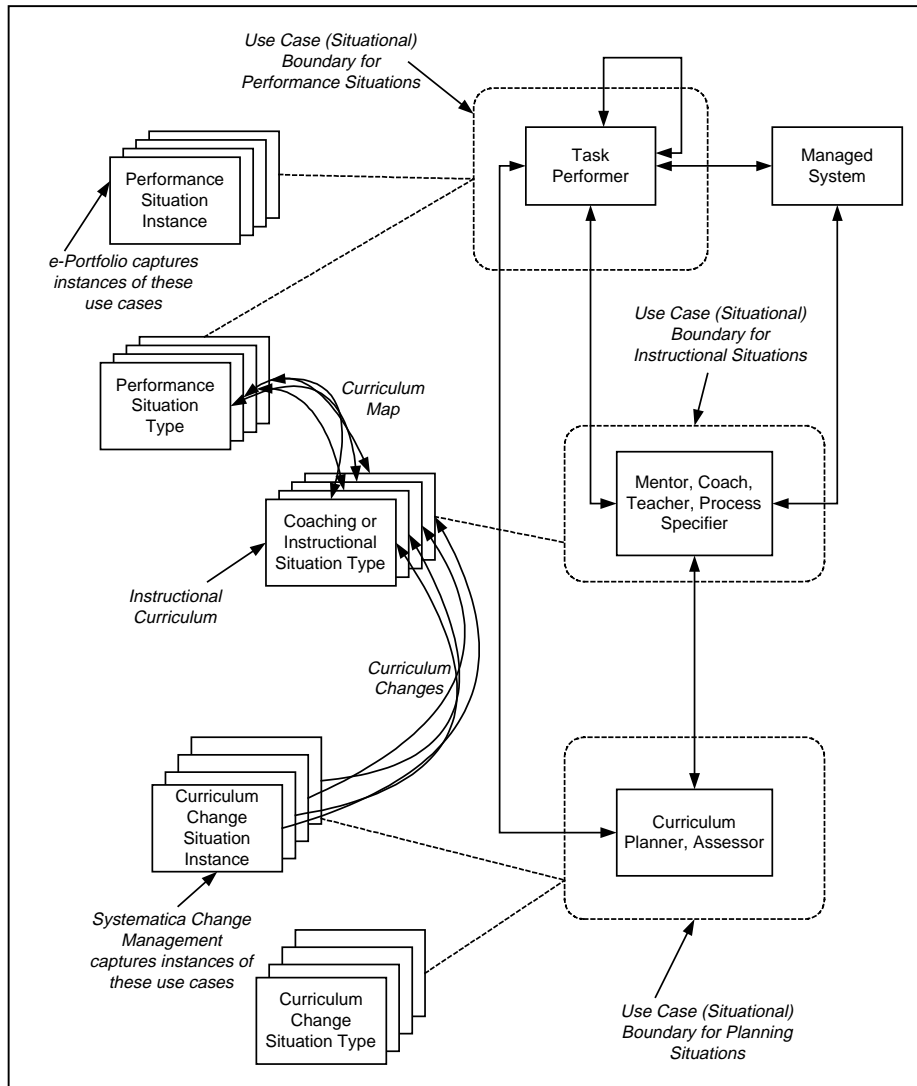 Use Case (Situational)
Boundary for
Performance Situations
Task
Performer
Managed
System
Performance
Situation
Instance
e-Portfolio captures
instances of these
use cases
Use Case (Situational)
Boundary for
Instructional Situations
Performance
Situation
Type
Curriculum
Map
Mentor, Coach,
Teacher, Process
Specifier
Coaching or
Instructional
Situation Type
Instructional
Curriculum
Curriculum
Changes
Curriculum
Change
Situation
Instance
Curriculum
Planner, Assessor
Systematica Change
Management
captures instances of
these use cases
Curriculum
Change
Situation Type
Use Case (Situational)
Boundary for Planning
Situations